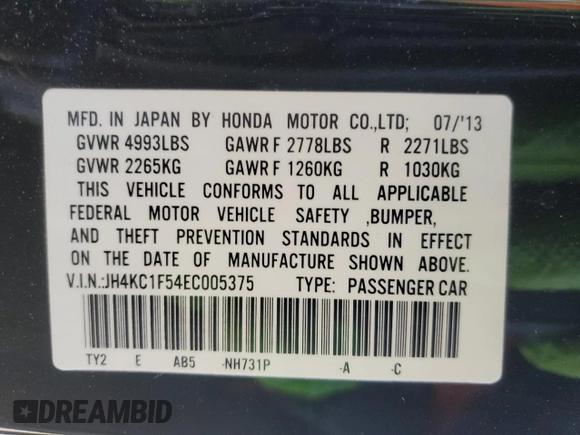 MFD. IN JAPAN BY HONDA MOTOR CO.,LTD; 07/'13
GVWR 4993LBS GAWR F 2778LBS R 2271LBS
GVWR 2265KG GAWR F 1260KG R 1030KG
THIS VEHICLE CONFORMS TO ALL APPLICABLE
FEDERAL MOTOR VEHICLE SAFETY ,BUMPER,
AND THEFT PREVENTION STANDARDS IN EFFECT
ON THE DATE OF MANUFACTURE SHOWN ABOVE.
V.I.N.:JH4KC1F54EC005375 TYPE: PASSENGER CAR
TY2 E AB5 -NH731P -A -C
DREAMBID